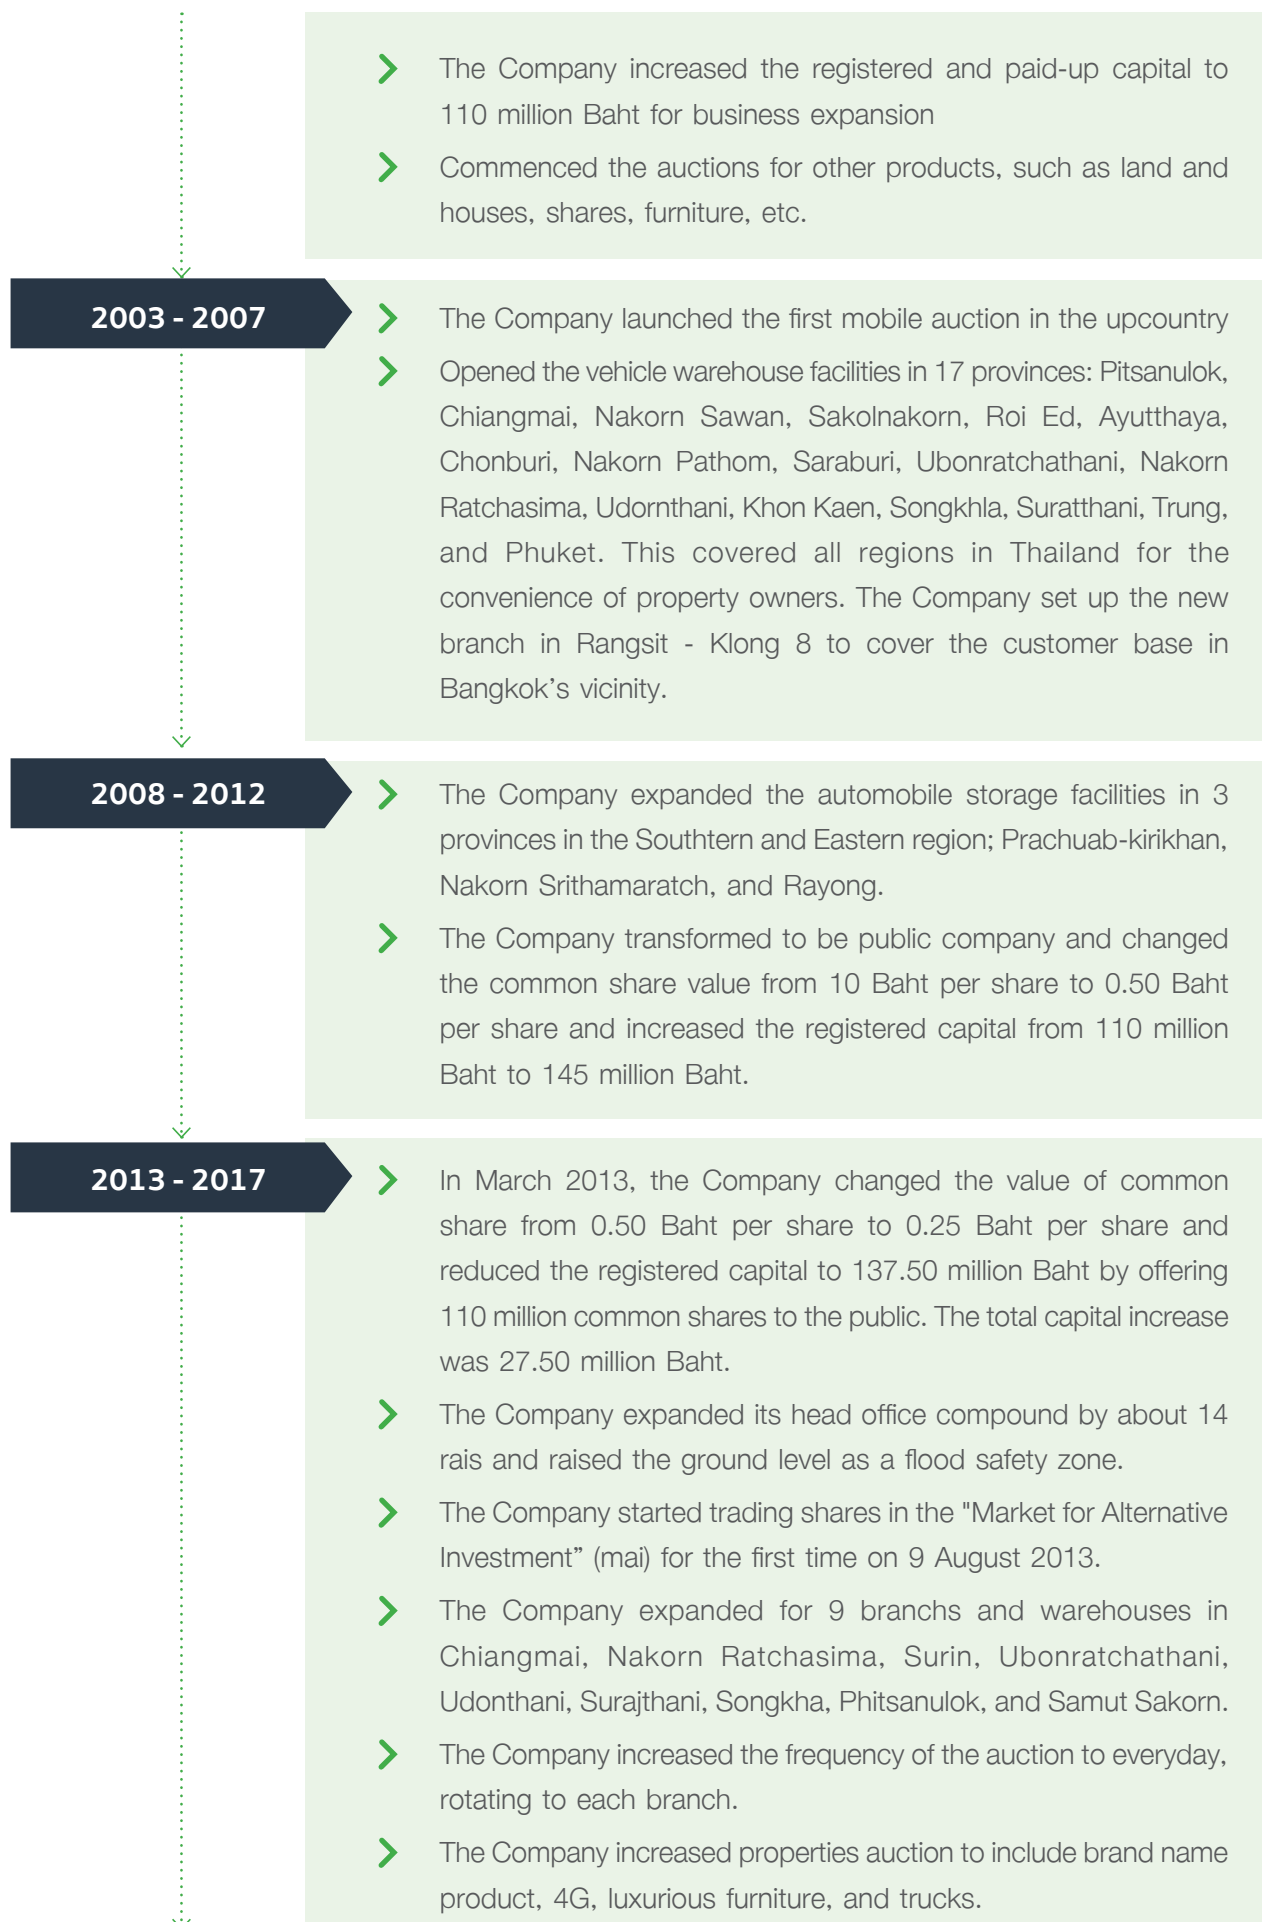 The Company increased the registered and paid-up capital to
110 million Baht for business expansion
Commenced the auctions for other products, such as land and
houses, shares, furniture, etc.
2003 - 2007
The Company launched the first mobile auction in the upcountry
Opened the vehicle warehouse facilities in 17 provinces: Pitsanulok,
Chiangmai, Nakorn Sawan, Sakolnakorn, Roi Ed, Ayutthaya,
Chonburi, Nakorn Pathom, Saraburi, Ubonratchathani, Nakorn
Ratchasima, Udornthani, Khon Kaen, Songkhla, Suratthani, Trung,
and Phuket. This covered all regions in Thailand for the
convenience of property owners. The Company set up the new
branch in Rangsit - Klong 8 to cover the customer base in
Bangkok’s vicinity.
2008 - 2012
The Company expanded the automobile storage facilities in 3
provinces in the Southtern and Eastern region; Prachuab-kirikhan,
Nakorn Srithamaratch, and Rayong.
The Company transformed to be public company and changed
the common share value from 10 Baht per share to 0.50 Baht
per share and increased the registered capital from 110 million
Baht to 145 million Baht.
2013 - 2017
In March 2013, the Company changed the value of common
share from 0.50 Baht per share to 0.25 Baht per share and
reduced the registered capital to 137.50 million Baht by offering
110 million common shares to the public. The total capital increase
was 27.50 million Baht.
The Company expanded its head office compound by about 14
rais and raised the ground level as a flood safety zone.
The Company started trading shares in the "Market for Alternative
Investment” (mai) for the first time on 9 August 2013.
The Company expanded for 9 branchs and warehouses in
Chiangmai, Nakorn Ratchasima, Surin, Ubonratchathani,
Udonthani, Surajthani, Songkha, Phitsanulok, and Samut Sakorn.
The Company increased the frequency of the auction to everyday,
rotating to each branch.
The Company increased properties auction to include brand name
product, 4G, luxurious furniture, and trucks.